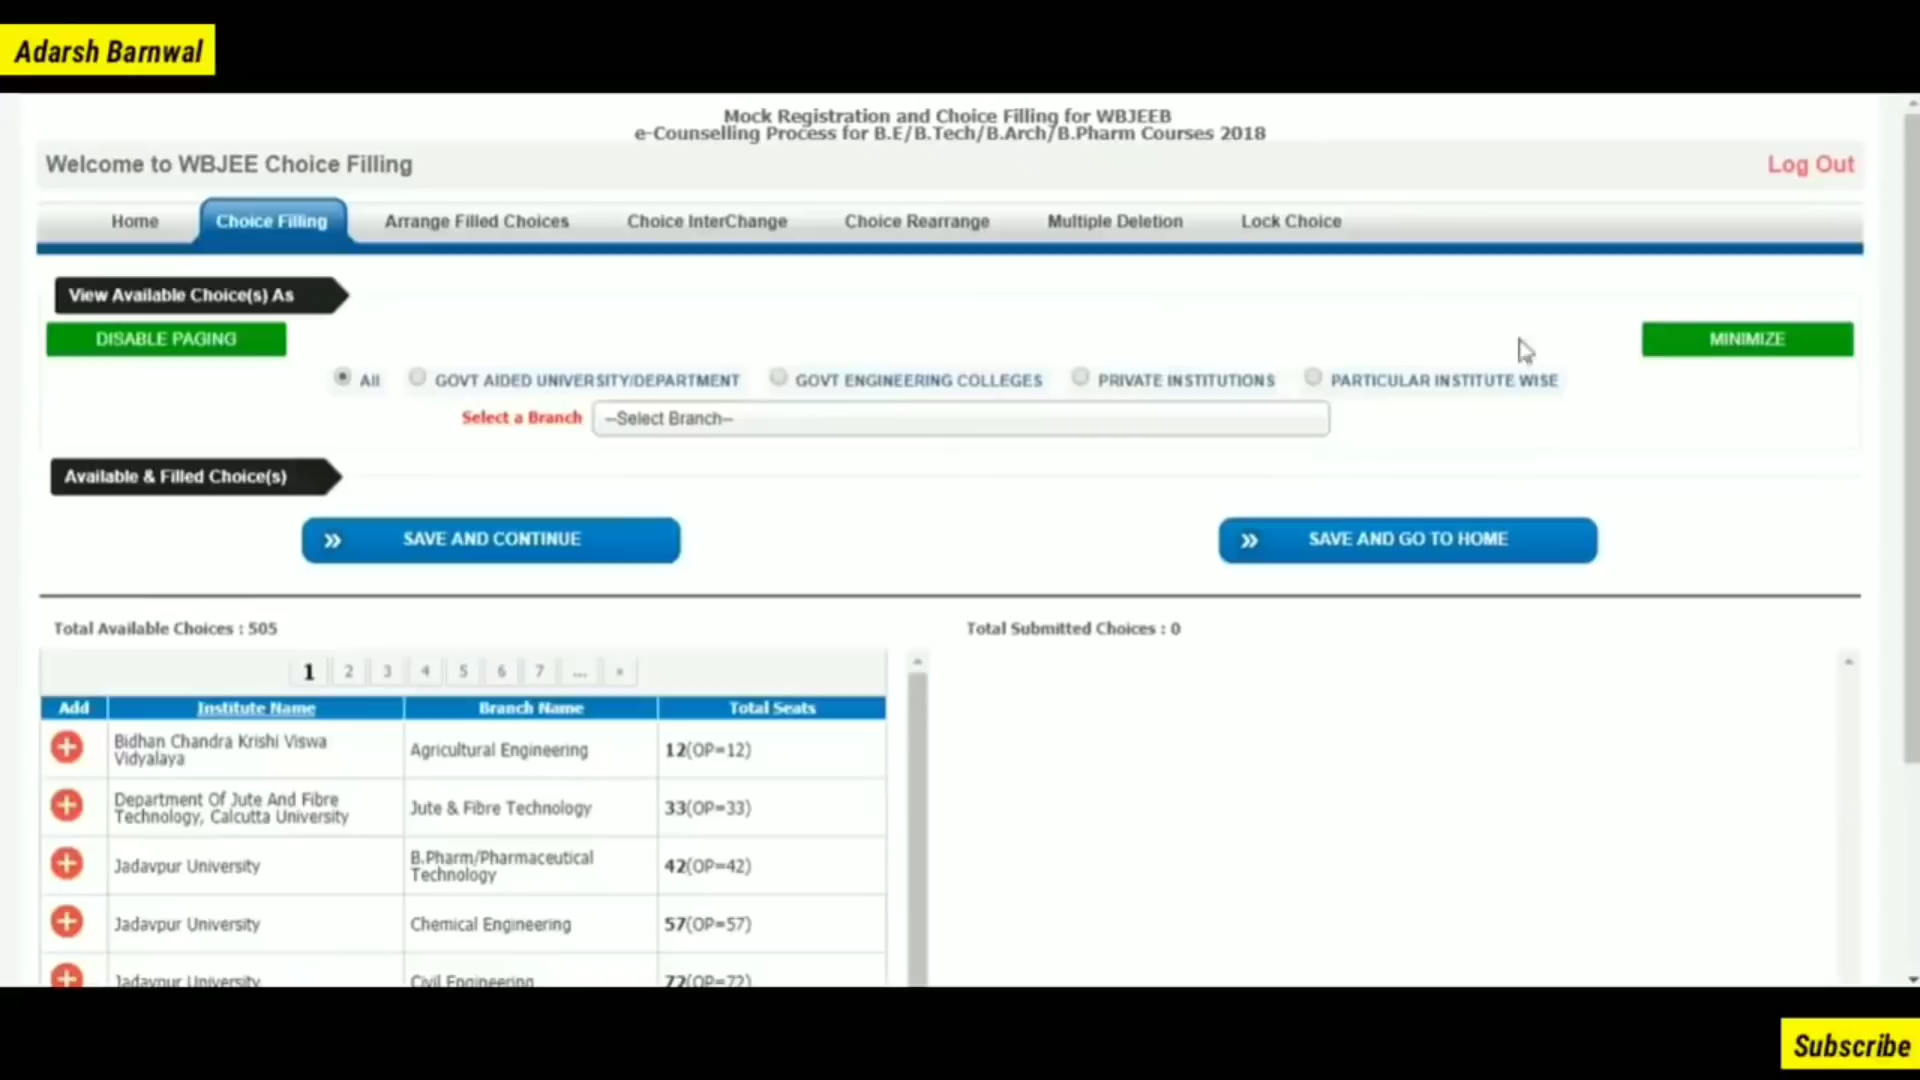 Adarsh Barnwal
Mock Registration and Choice Filling for WBJEEB
e-Counselling Process for B.E/B.Tech/B.Arch/B.Pharm Courses 2018
Welcome to WBJEE Choice Filling
Log Out
Home
Choice Filling
Arrange Filled Choices
Choice InterChange
Choice Rearrange
Multiple Deletion
Lock Choice
View Available Choice(s) As
DISABLE PAGING
MINIMIZE
All
GOVT AIDED UNIVERSITY/DEPARTMENT
GOVT ENGINEERING COLLEGES
PRIVATE INSTITUTIONS
PARTICULAR INSTITUTE WISE
Select a Branch
--Select Branch--
Available & Filled Choice(s)
» SAVE AND CONTINUE
» SAVE AND GO TO HOME
Total Available Choices : 505
Total Submitted Choices : 0
1 2 3 4 5 6 7 ... »
Add
Institute Name
Branch Name
Total Seats
Bidhan Chandra Krishi Viswa
Vidyalaya
Agricultural Engineering
12(OP=12)
Department Of Jute And Fibre
Technology, Calcutta University
Jute & Fibre Technology
33(OP=33)
Jadavpur University
B.Pharm/Pharmaceutical
Technology
42(OP=42)
Jadavpur University
Chemical Engineering
57(OP=57)
Jadavpur University
Civil Engineering
72(OP=72)
Subscribe